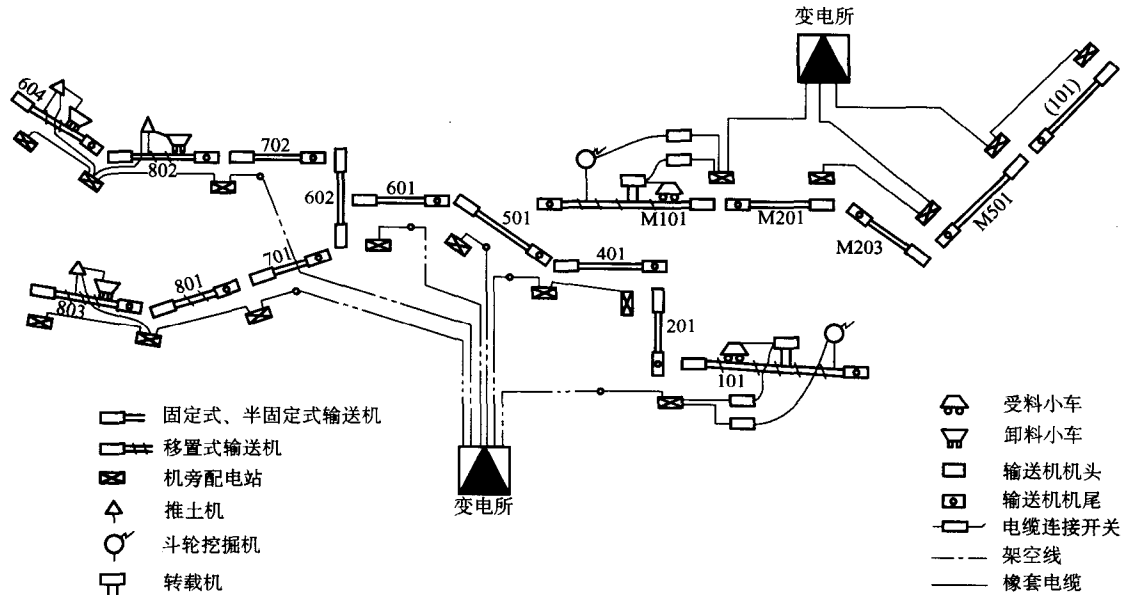 变电所
604
(101)
702
802
601
602
501
M101
M201
M501
M203
701
401
801
803
201
101
固定式、半固定式输送机
移置式输送机
机旁配电站
推土机
斗轮挖掘机
转载机
变电所
受料小车
卸料小车
输送机机头
输送机机尾
电缆连接开关
架空线
橡套电缆